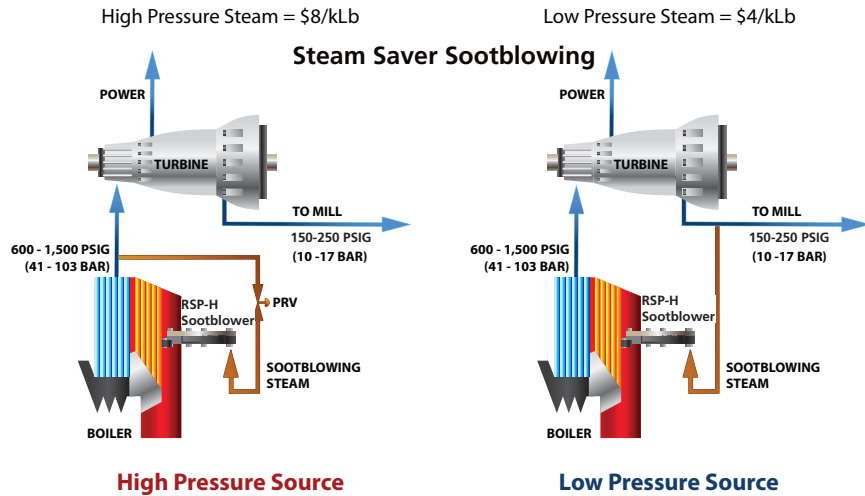 High Pressure Steam = $8/kLb
Low Pressure Steam = $4/kLb
Steam Saver Sootblowing
POWER
TURBINE
TO MILL
150-250 PSIG
(10 -17 BAR)
600 - 1,500 PSIG
(41 - 103 BAR)
PRV
RSP-H
Sootblower
SOOTBLOWING
STEAM
BOILER
High Pressure Source
POWER
TURBINE
TO MILL
150-250 PSIG
(10 -17 BAR)
600 - 1,500 PSIG
(41 - 103 BAR)
RSP-H
Sootblower
SOOTBLOWING
STEAM
BOILER
Low Pressure Source